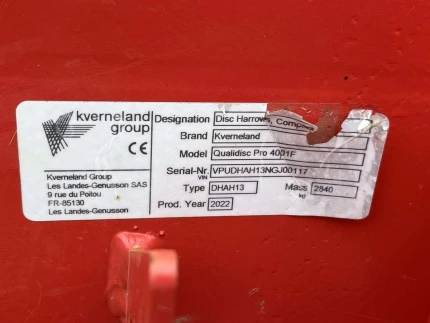 kverneland
group
CE
Kverneland Group
Les Landes-Genusson SAS
9 rue du Poitou
FR-85130
Les Landes-Genusson
Designation Disc Harrows, Compact
Brand Kverneland
Model Qualidisc Pro 4001F
Serial-Nr. VPUDHAH13NGJ00117
VIN
Type DHAH13 Mass 2840
kg
Prod. Year 2022